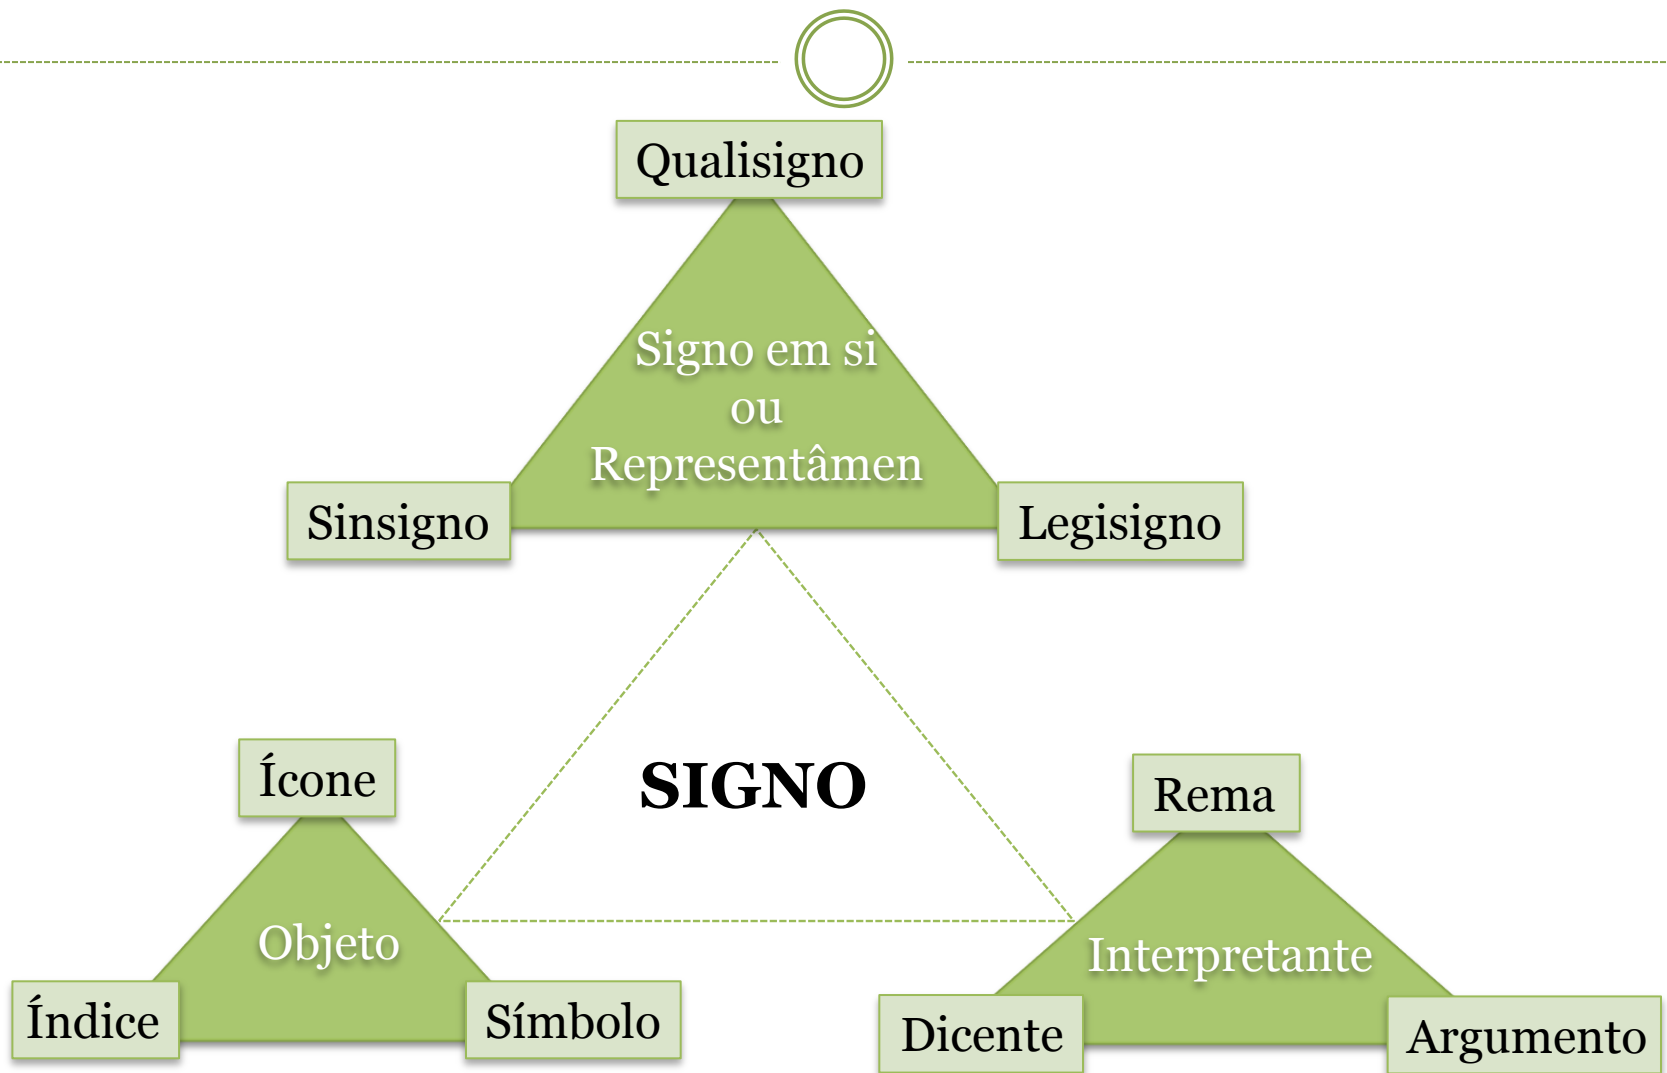 Qualisigno
Signo em si
ou
Representâmen
Sinsigno
Legisigno
SIGNO
Ícone
Objeto
Índice
Símbolo
Rema
Interpretante
Dicente
Argumento